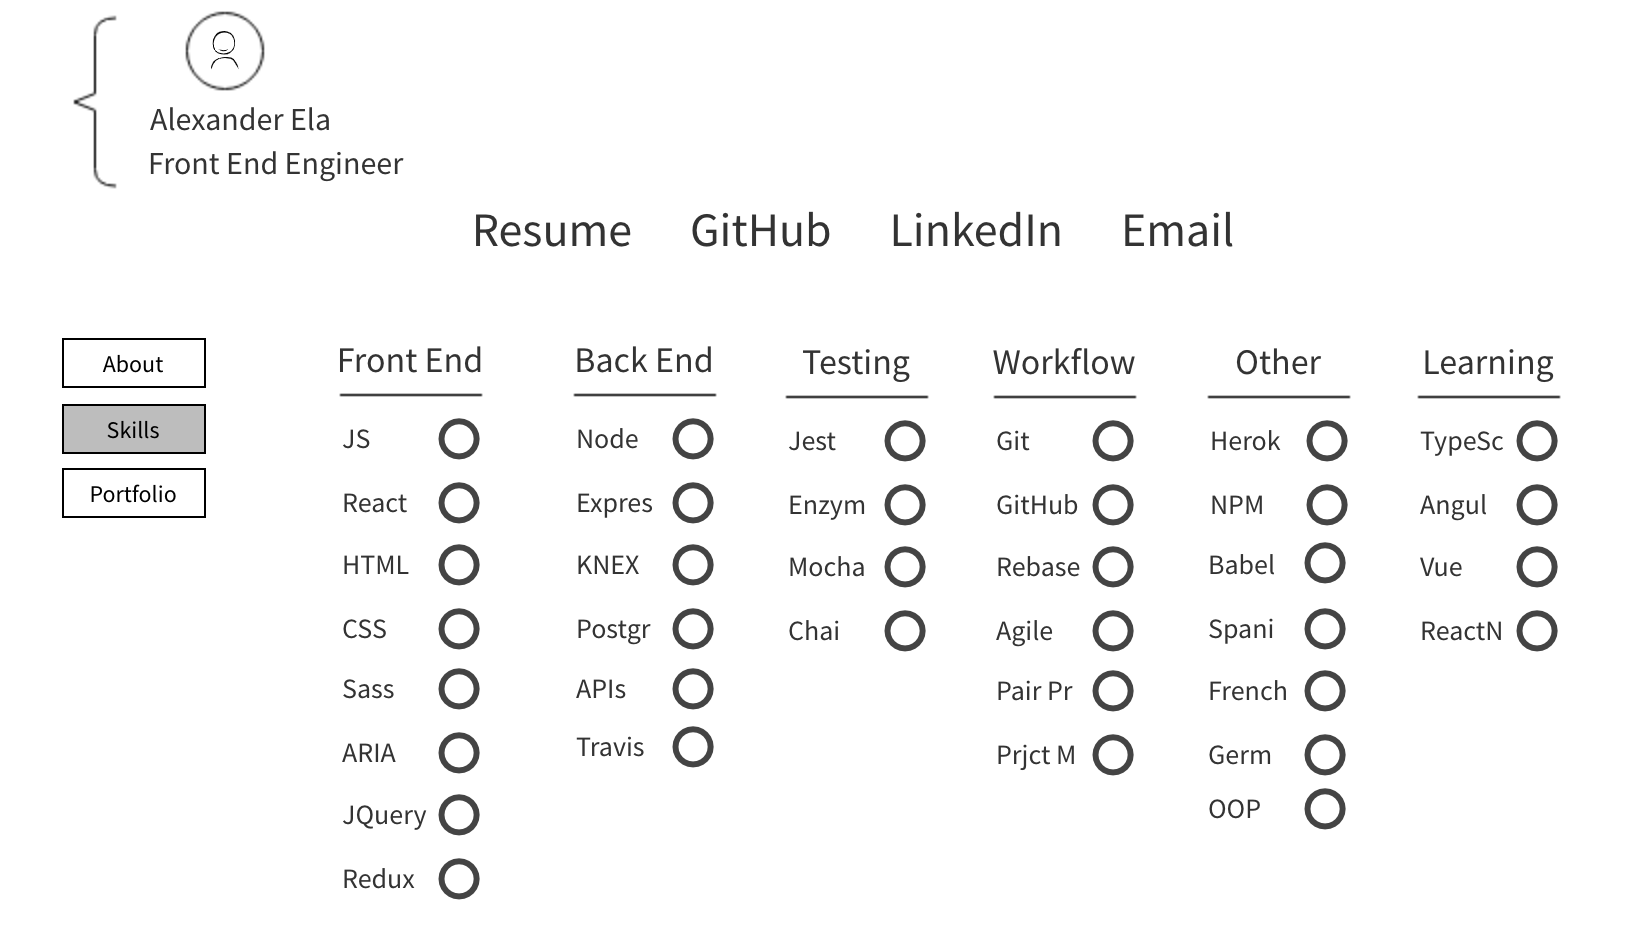 Alexander Ela
Front End Engineer
Resume GitHub LinkedIn Email
About
Skills
Portfolio
Front End
JS
React
HTML
CSS
Sass
ARIA
JQuery
Redux
Back End
Node
Expres
KNEX
Postgr
APIs
Travis
Testing
Jest
Enzym
Mocha
Chai
Workflow
Git
GitHub
Rebase
Agile
Pair Pr
Prjct M
Other
Herok
NPM
Babel
Spani
French
Germ
OOP
Learning
TypeSc
Angul
Vue
ReactN